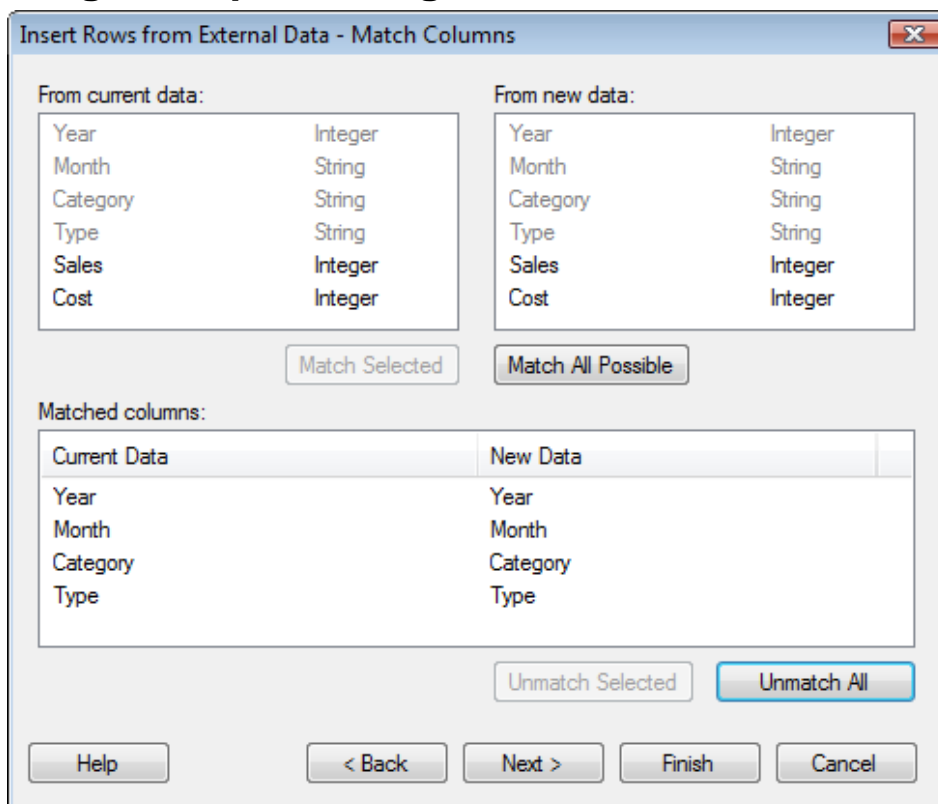 Insert Rows from External Data - Match Columns
From current data: From new data:
Year Integer Year Integer
Month String Month String
Category String Category String
Type String Type String
Sales Integer Sales Integer
Cost Integer Cost Integer
Match Selected Match All Possible
Matched columns:
Current Data New Data
Year Year
Month Month
Category Category
Type Type
Unmatch Selected Unmatch All
Help < Back Next > Finish Cancel